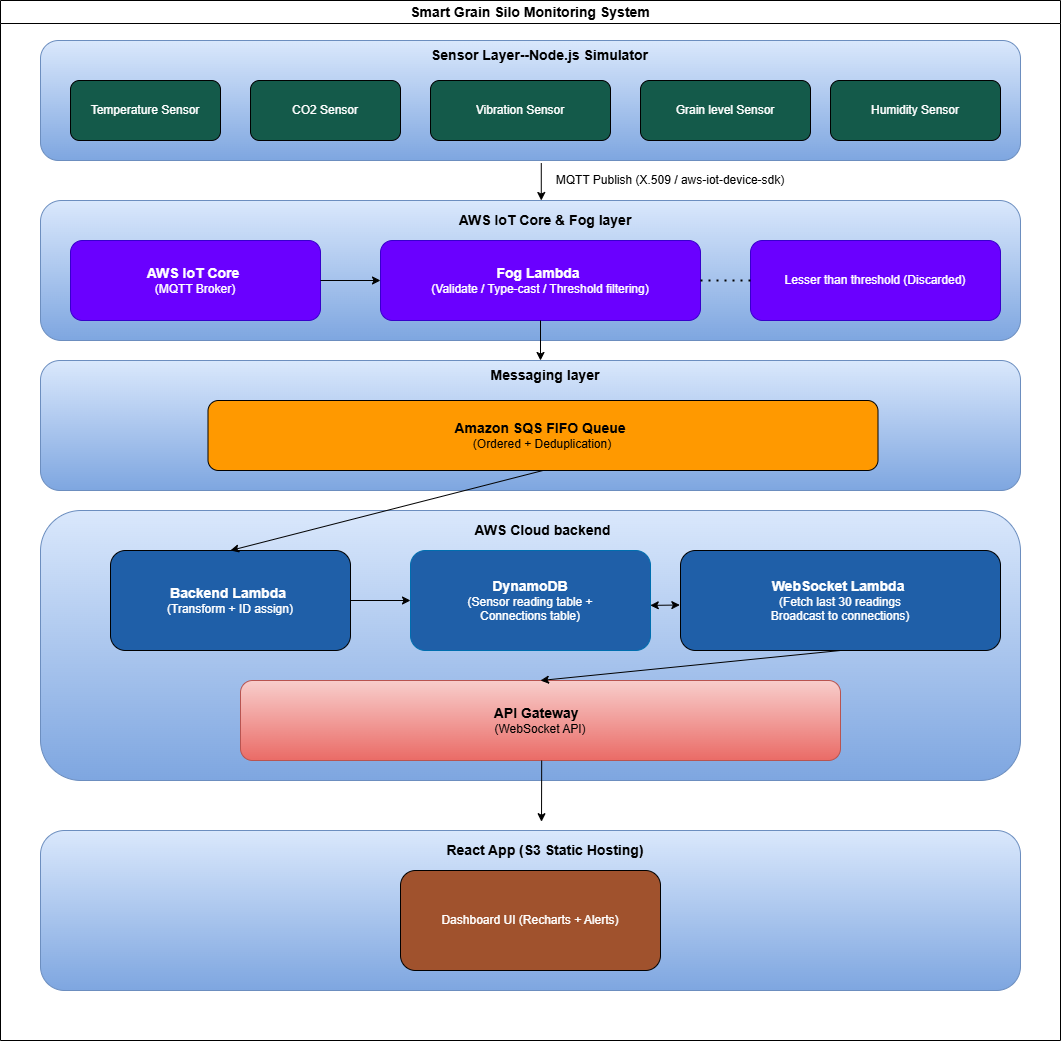 Smart Grain Silo Monitoring System
Sensor Layer--Node.js Simulator
Temperature Sensor
CO2 Sensor
Vibration Sensor
Grain level Sensor
Humidity Sensor
MQTT Publish (X.509 / aws-iot-device-sdk)
AWS IoT Core & Fog layer
AWS IoT Core
(MQTT Broker)
Fog Lambda
(Validate / Type-cast / Threshold filtering)
Lesser than threshold (Discarded)
Messaging layer
Amazon SQS FIFO Queue
(Ordered + Deduplication)
AWS Cloud backend
Backend Lambda
(Transform + ID assign)
DynamoDB
(Sensor reading table +
Connections table)
WebSocket Lambda
(Fetch last 30 readings
Broadcast to connections)
API Gateway
(WebSocket API)
React App (S3 Static Hosting)
Dashboard UI (Recharts + Alerts)